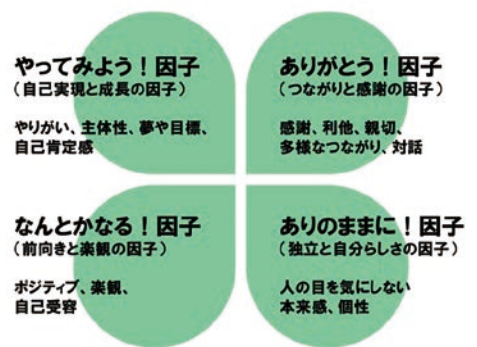 やってみよう！因子
（自己実現と成長の因子）
やりがい、主体性、夢や目標、
自己肯定感
ありがとう！因子
（つながりと感謝の因子）
感謝、利他、親切、
多様なつながり、対話
なんとかなる！因子
（前向きと楽観の因子）
ポジティブ、楽観、
自己受容
ありのままに！因子
（独立と自分らしさの因子）
人の目を気にしない
本来感、個性